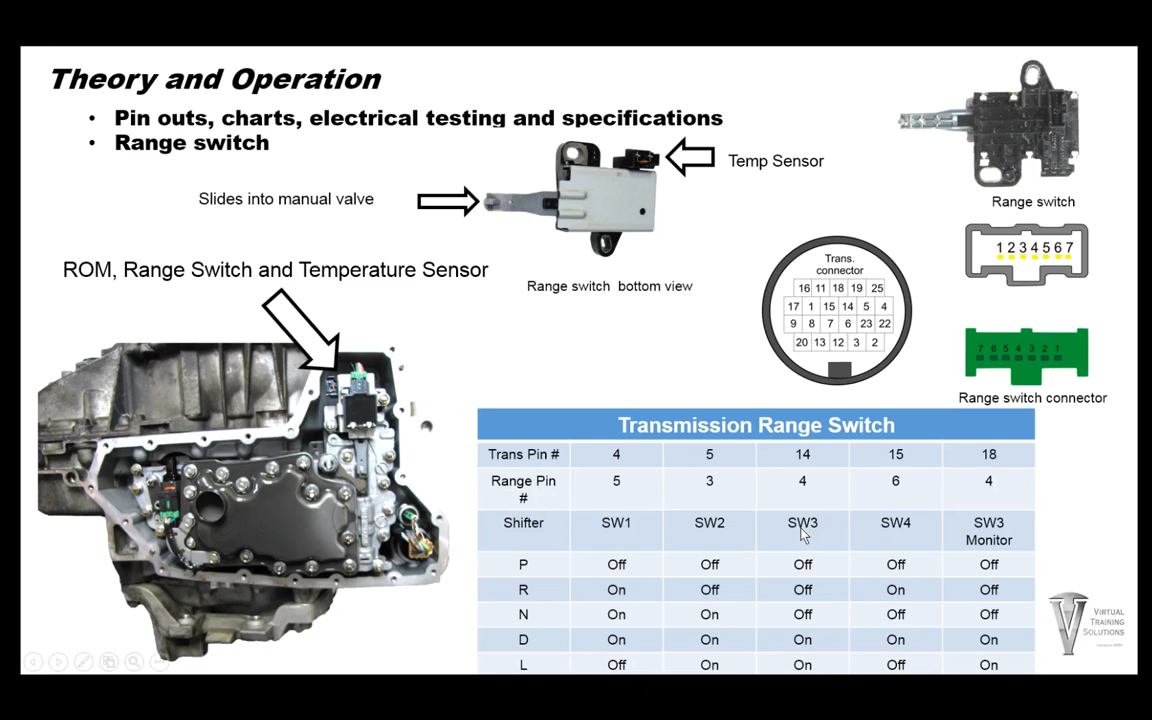 Theory and Operation
• Pin outs, charts, electrical testing and specifications
• Range switch
Temp Sensor
Slides into manual valve
Range switch
ROM, Range Switch and Temperature Sensor
Range switch bottom view
1 2 3 4 5 6 7
Trans.
connector
16 11 18 19 25
17 1 15 14 5 4
9 8 7 6 23 22
20 13 12 3 2
7 6 5 4 3 2 1
Range switch connector
Transmission Range Switch
Trans Pin # 4 5 14 15 18
Range Pin # 5 3 4 6 4
Shifter SW1 SW2 SW3 SW4 SW3 Monitor
P Off Off Off Off Off
R On Off Off On Off
N On On Off Off Off
D On On On On On
L Off On On Off On
V VIRTUAL
TRAINING
SOLUTIONS